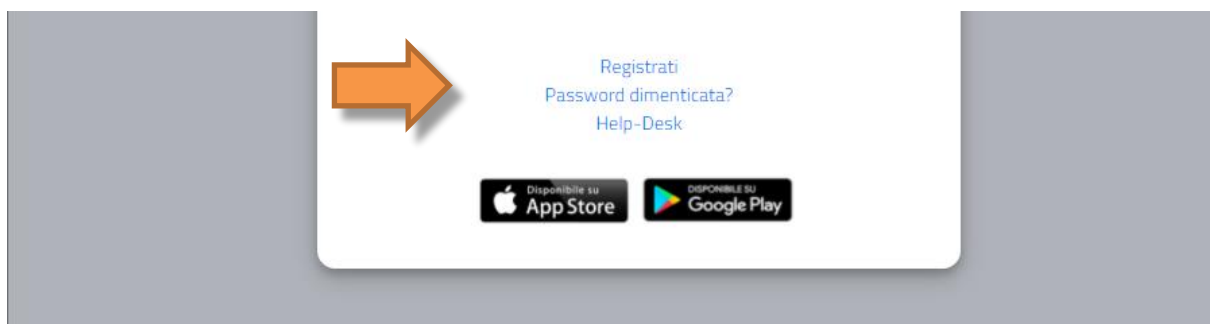 Registrati
Password dimenticata?
Help-Desk
Disponibile su
App Store
DISPONIBILE SU
Google Play